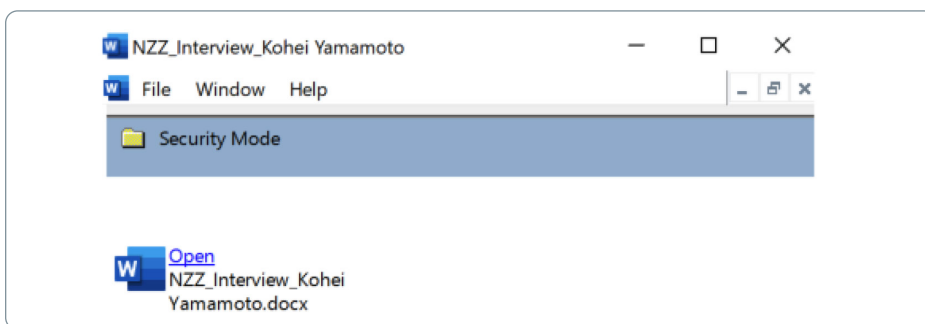 NZZ_Interview_Kohei Yamamoto
File Window Help
Security Mode
Open
NZZ_Interview_Kohei
Yamamoto.docx